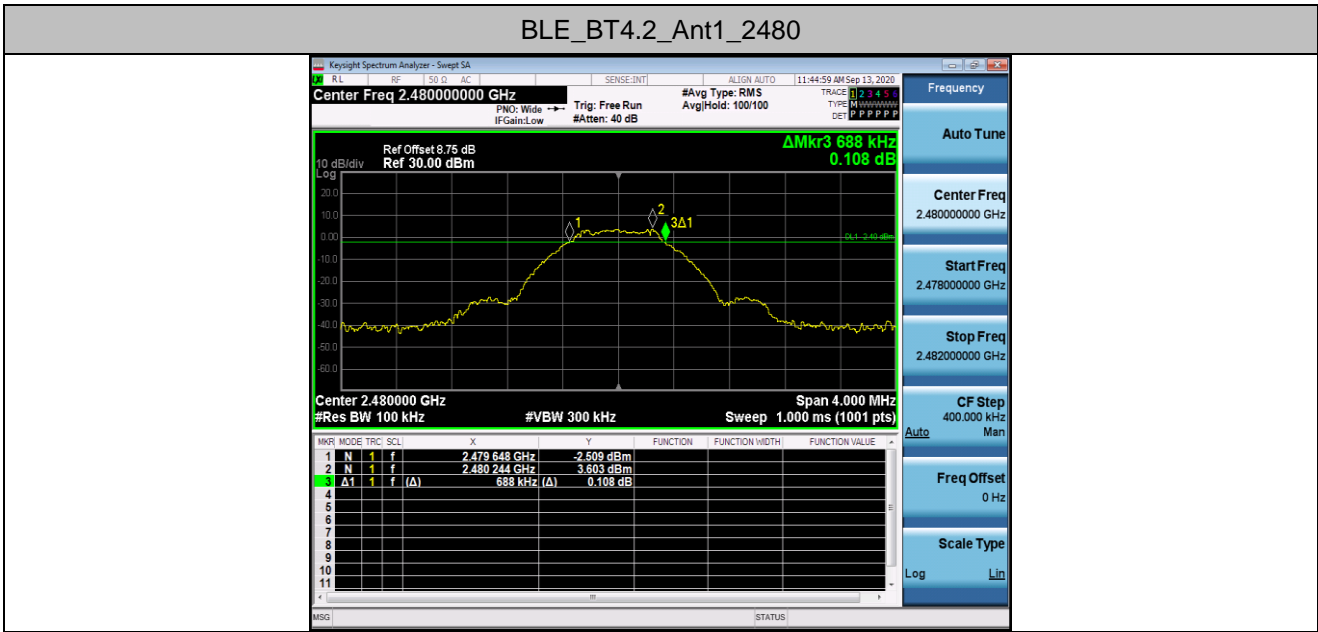 BLE_BT4.2_Ant1_2480
Keysight Spectrum Analyzer - Swept SA
RL RF 50 Ω AC SENSE:INT ALIGN AUTO 11:44:59 AM Sep 13, 2020
Center Freq 2.480000000 GHz
PNO: Wide
IFGain:Low
Trig: Free Run
#Atten: 40 dB
#Avg Type: RMS
Avg|Hold: 100/100
TRACE 1 2 3 4 5 6
TYPE M WWWWW
DET P P P P P P
ΔMkr3 688 kHz
0.108 dB
Ref Offset 8.75 dB
10 dB/div Ref 30.00 dBm
Log
20.0
10.0
0.00
-10.0
-20.0
-30.0
-40.0
-50.0
-60.0
1
2
3Δ1
DL1 -2.40 dBm
Center 2.480000 GHz Span 4.000 MHz
#Res BW 100 kHz #VBW 300 kHz Sweep 1.000 ms (1001 pts)
MKR MODE TRC SCL X Y FUNCTION FUNCTION WIDTH FUNCTION VALUE
1 N 1 f 2.479 648 GHz -2.509 dBm
2 N 1 f 2.480 244 GHz 3.603 dBm
3 Δ1 1 f (Δ) 688 kHz (Δ) 0.108 dB
4
5
6
7
8
9
10
11
MSG STATUS
Frequency
Auto Tune
Center Freq
2.480000000 GHz
Start Freq
2.478000000 GHz
Stop Freq
2.482000000 GHz
CF Step
400.000 kHz
Auto Man
Freq Offset
0 Hz
Scale Type
Log Lin